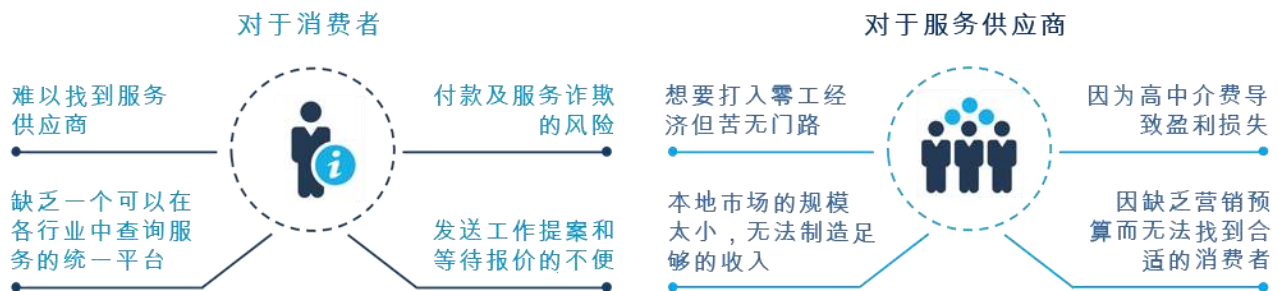 对于消费者
难以找到服务
供应商
付款及服务诈欺
的风险
缺乏一个可以在
各行业中查询服
务的统一平台
发送工作提案和
等待报价的不便
对于服务供应商
想要打入零工经
济但苦无门路
因为高中介费导
致盈利损失
本地市场的规模
太小，无法制造足
够的收入
因缺乏营销预
算而无法找到合
适的消费者